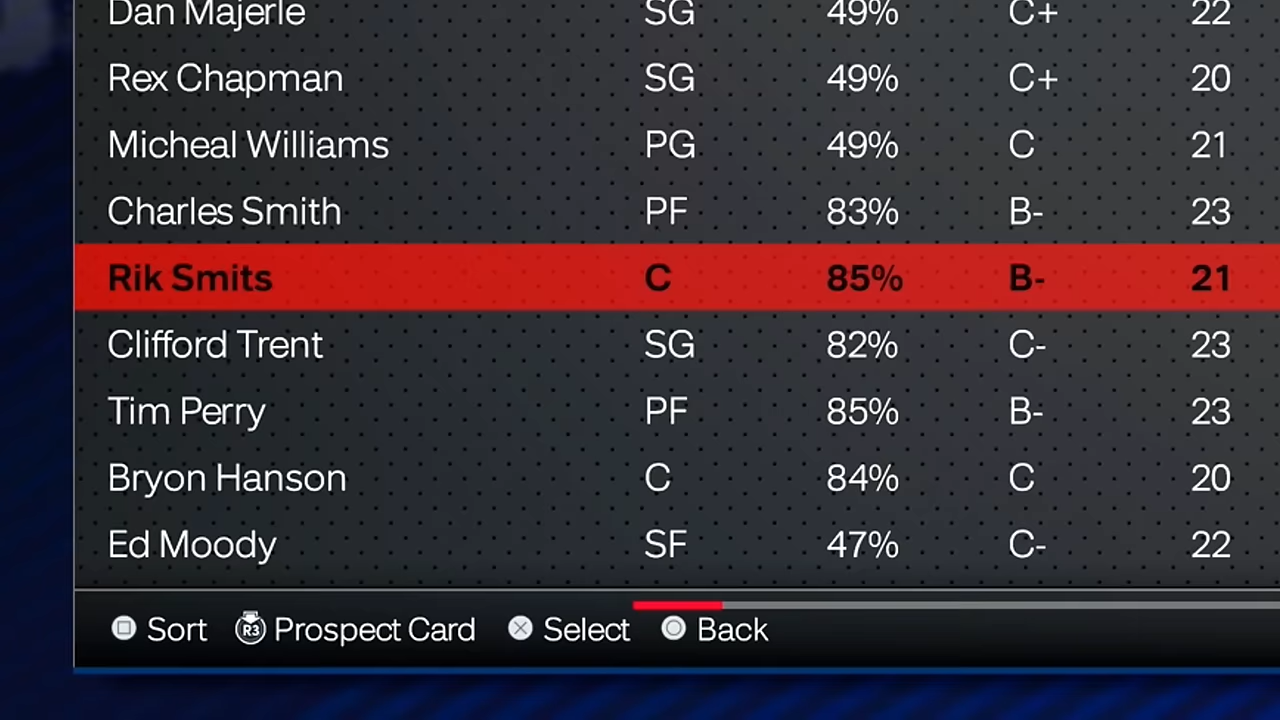 Dan Majerle SG 49% C+ 22
Rex Chapman SG 49% C+ 20
Micheal Williams PG 49% C 21
Charles Smith PF 83% B- 23
Rik Smits C 85% B- 21
Clifford Trent SG 82% C- 23
Tim Perry PF 85% B- 23
Bryon Hanson C 84% C 20
Ed Moody SF 47% C- 22
Sort R3 Prospect Card Select Back